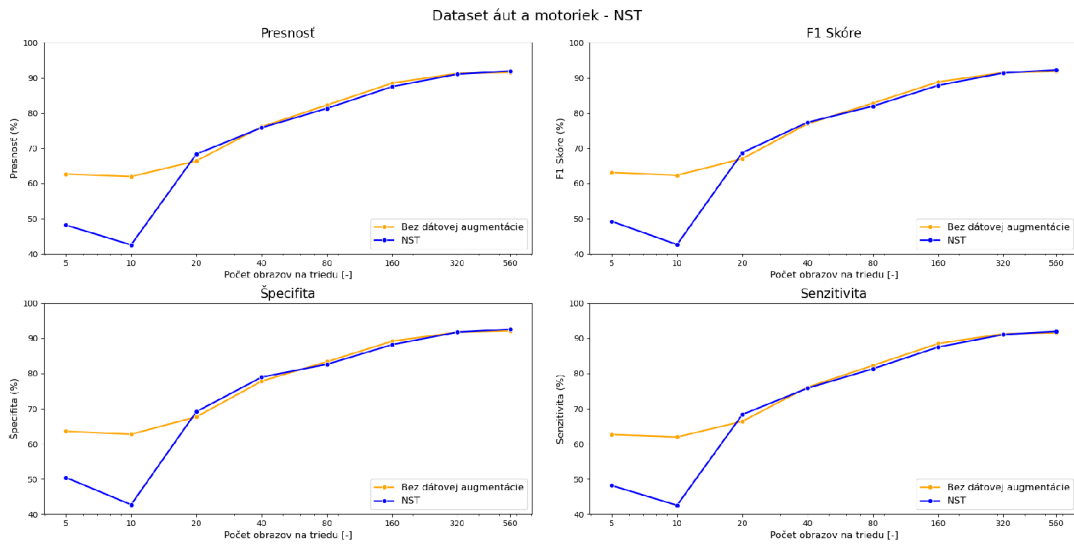 Dataset áut a motoriek - NST
Presnosť
Presnosť (%)
100
90
80
70
60
50
40
Bez dátovej augmentácie
NST
5 10 20 40 80 160 320 560
Počet obrazov na triedu [-]
F1 Skóre
F1 Skóre (%)
100
90
80
70
60
50
40
Bez dátovej augmentácie
NST
5 10 20 40 80 160 320 560
Počet obrazov na triedu [-]
Špecifita
Špecifita (%)
100
90
80
70
60
50
40
Bez dátovej augmentácie
NST
5 10 20 40 80 160 320 560
Počet obrazov na triedu [-]
Senzitivita
Senzitivita (%)
100
90
80
70
60
50
40
Bez dátovej augmentácie
NST
5 10 20 40 80 160 320 560
Počet obrazov na triedu [-]